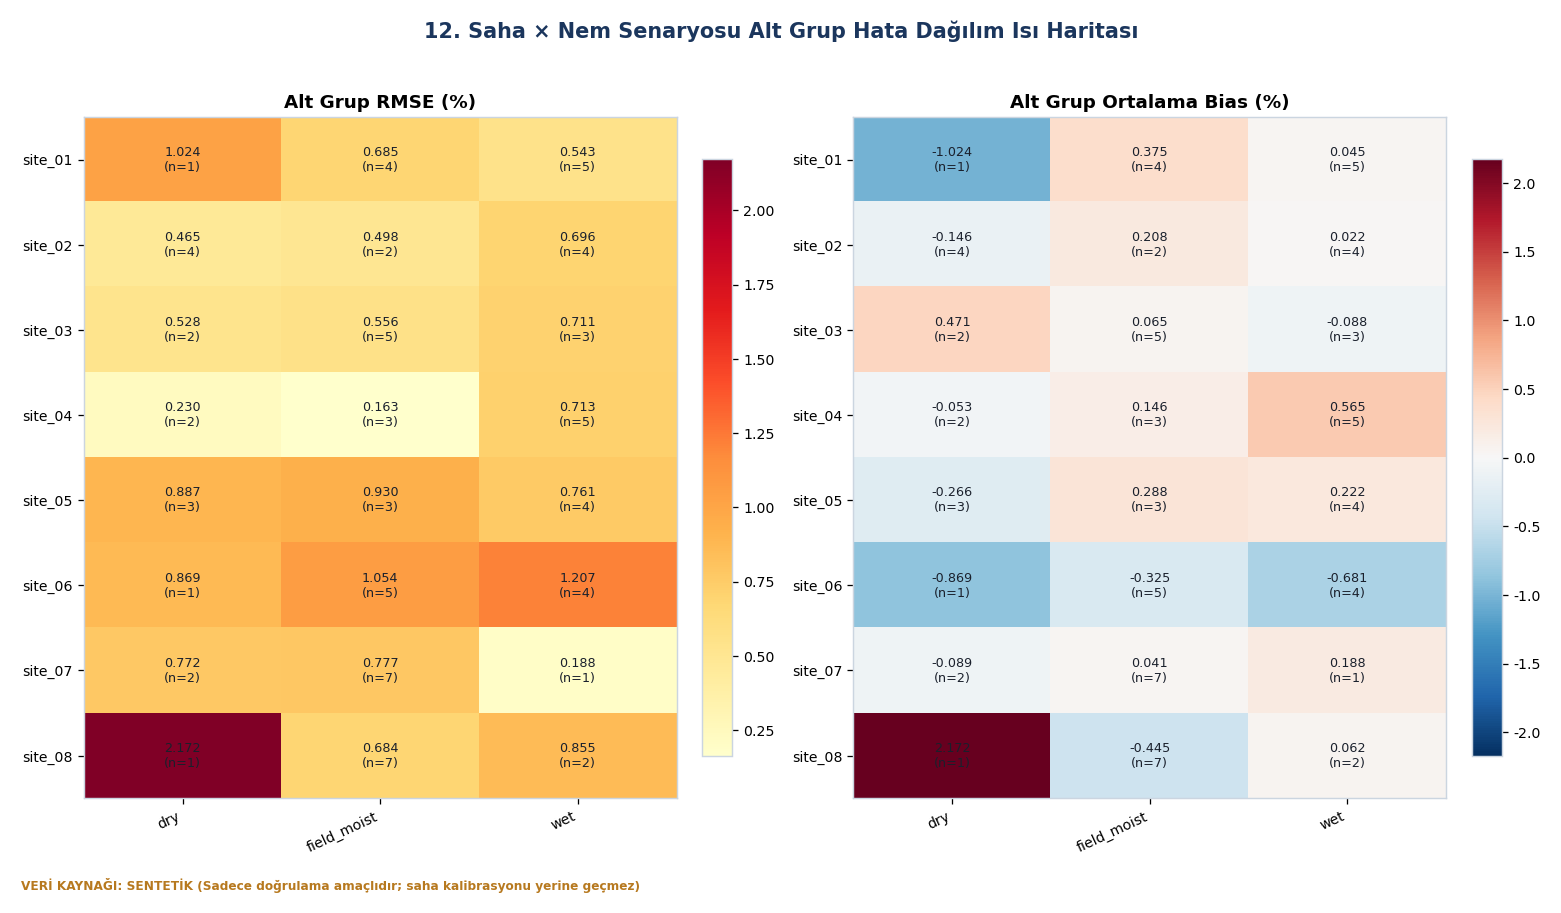 12. Saha × Nem Senaryosu Alt Grup Hata Dağılım Isı Haritası
Alt Grup RMSE (%)
site_01
1.024
(n=1)
0.685
(n=4)
0.543
(n=5)
site_02
0.465
(n=4)
0.498
(n=2)
0.696
(n=4)
site_03
0.528
(n=2)
0.556
(n=5)
0.711
(n=3)
site_04
0.230
(n=2)
0.163
(n=3)
0.713
(n=5)
site_05
0.887
(n=3)
0.930
(n=3)
0.761
(n=4)
site_06
0.869
(n=1)
1.054
(n=5)
1.207
(n=4)
site_07
0.772
(n=2)
0.777
(n=7)
0.188
(n=1)
site_08
2.172
(n=1)
0.684
(n=7)
0.855
(n=2)
dry
field_moist
wet
2.00
1.75
1.50
1.25
1.00
0.75
0.50
0.25
Alt Grup Ortalama Bias (%)
site_01
-1.024
(n=1)
0.375
(n=4)
0.045
(n=5)
site_02
-0.146
(n=4)
0.208
(n=2)
0.022
(n=4)
site_03
0.471
(n=2)
0.065
(n=5)
-0.088
(n=3)
site_04
-0.053
(n=2)
0.146
(n=3)
0.565
(n=5)
site_05
-0.266
(n=3)
0.288
(n=3)
0.222
(n=4)
site_06
-0.869
(n=1)
-0.325
(n=5)
-0.681
(n=4)
site_07
-0.089
(n=2)
0.041
(n=7)
0.188
(n=1)
site_08
(n=1)
-0.445
(n=7)
0.062
(n=2)
dry
field_moist
wet
2.0
1.5
1.0
0.5
0.0
-0.5
-1.0
-1.5
-2.0
VERİ KAYNAĞI: SENTETİK (Sadece doğrulama amaçlıdır; saha kalibrasyonu yerine geçmez)